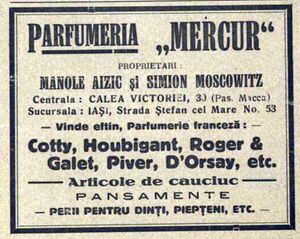 PARFUMERIA „MERCUR“
PROPRIETARI :
MANOLE AIZIC și SIMION MOSCOWITZ
Centrala : CALEA VICTORIEI, 30 (Pas. Macca)
Sucursala : IAȘI, Strada Ștefan cel Mare No. 53
— Vinde eftin, Parfumerie franceză : —
Cotty, Houbigant, Roger &
Galet, Piver, D'Orsay, etc.
Articole de cauciuc
PANSAMENTE
— PERII PENTRU DINȚI, PIEPTENI, ETC. —